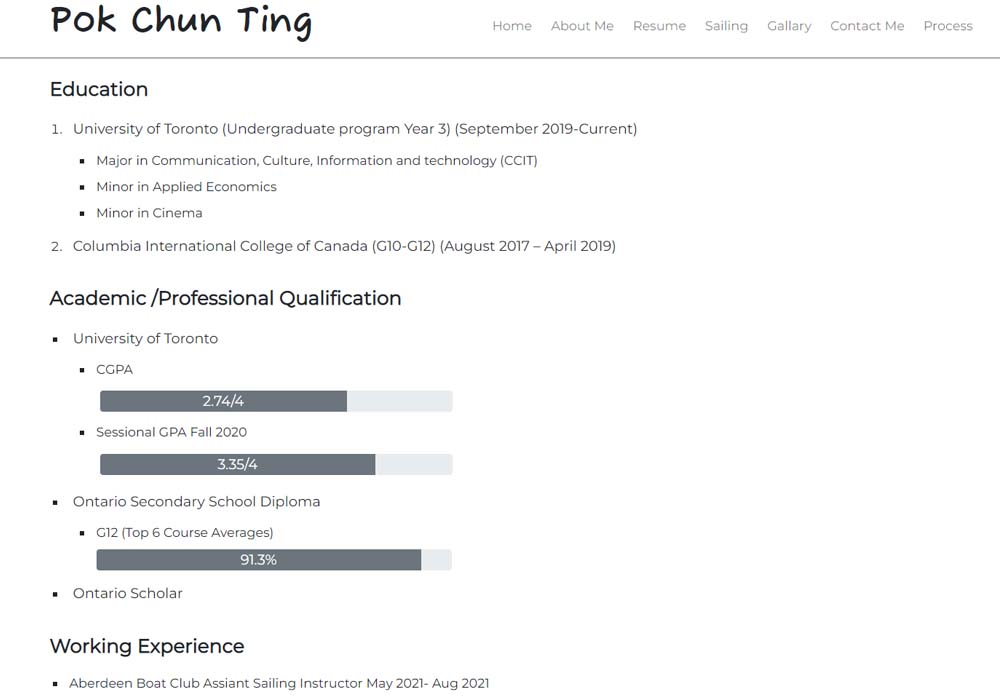 Pok Chun Ting
Home About Me Resume Sailing Gallary Contact Me Process
Education
1. University of Toronto (Undergraduate program Year 3) (September 2019-Current)
Major in Communication, Culture, Information and technology (CCIT)
Minor in Applied Economics
Minor in Cinema
2. Columbia International College of Canada (G10-G12) (August 2017 – April 2019)
Academic /Professional Qualification
University of Toronto
CGPA
2.74/4
Sessional GPA Fall 2020
3.35/4
Ontario Secondary School Diploma
G12 (Top 6 Course Averages)
91.3%
Ontario Scholar
Working Experience
Aberdeen Boat Club Assiant Sailing Instructor May 2021- Aug 2021